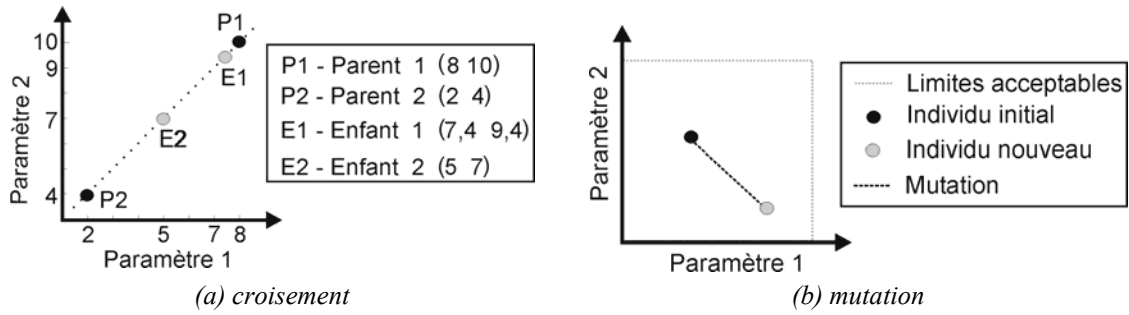 P1
10
9
E1
7
E2
4
P2
2 5 7 8
Paramètre 2
Paramètre 1
P1 - Parent 1 (8 10)
P2 - Parent 2 (2 4)
E1 - Enfant 1 (7,4 9,4)
E2 - Enfant 2 (5 7)
(a) croisement
Paramètre 2
Paramètre 1
Limites acceptables
Individu initial
Individu nouveau
Mutation
(b) mutation